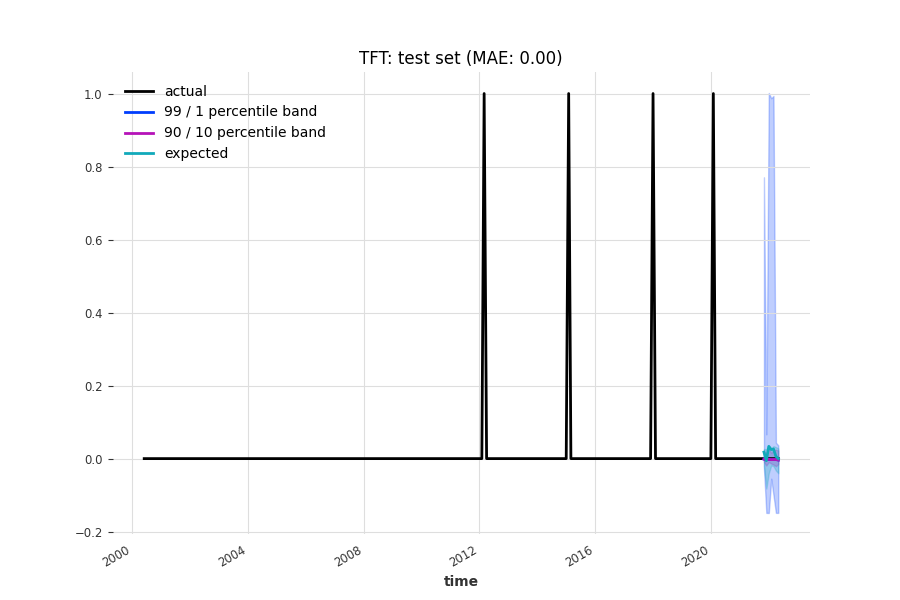 TFT: test set (MAE: 0.00)
actual
99 / 1 percentile band
90 / 10 percentile band
expected
1.0
0.8
0.6
0.4
0.2
0.0
−0.2
2000
2004
2008
2012
2016
2020
time